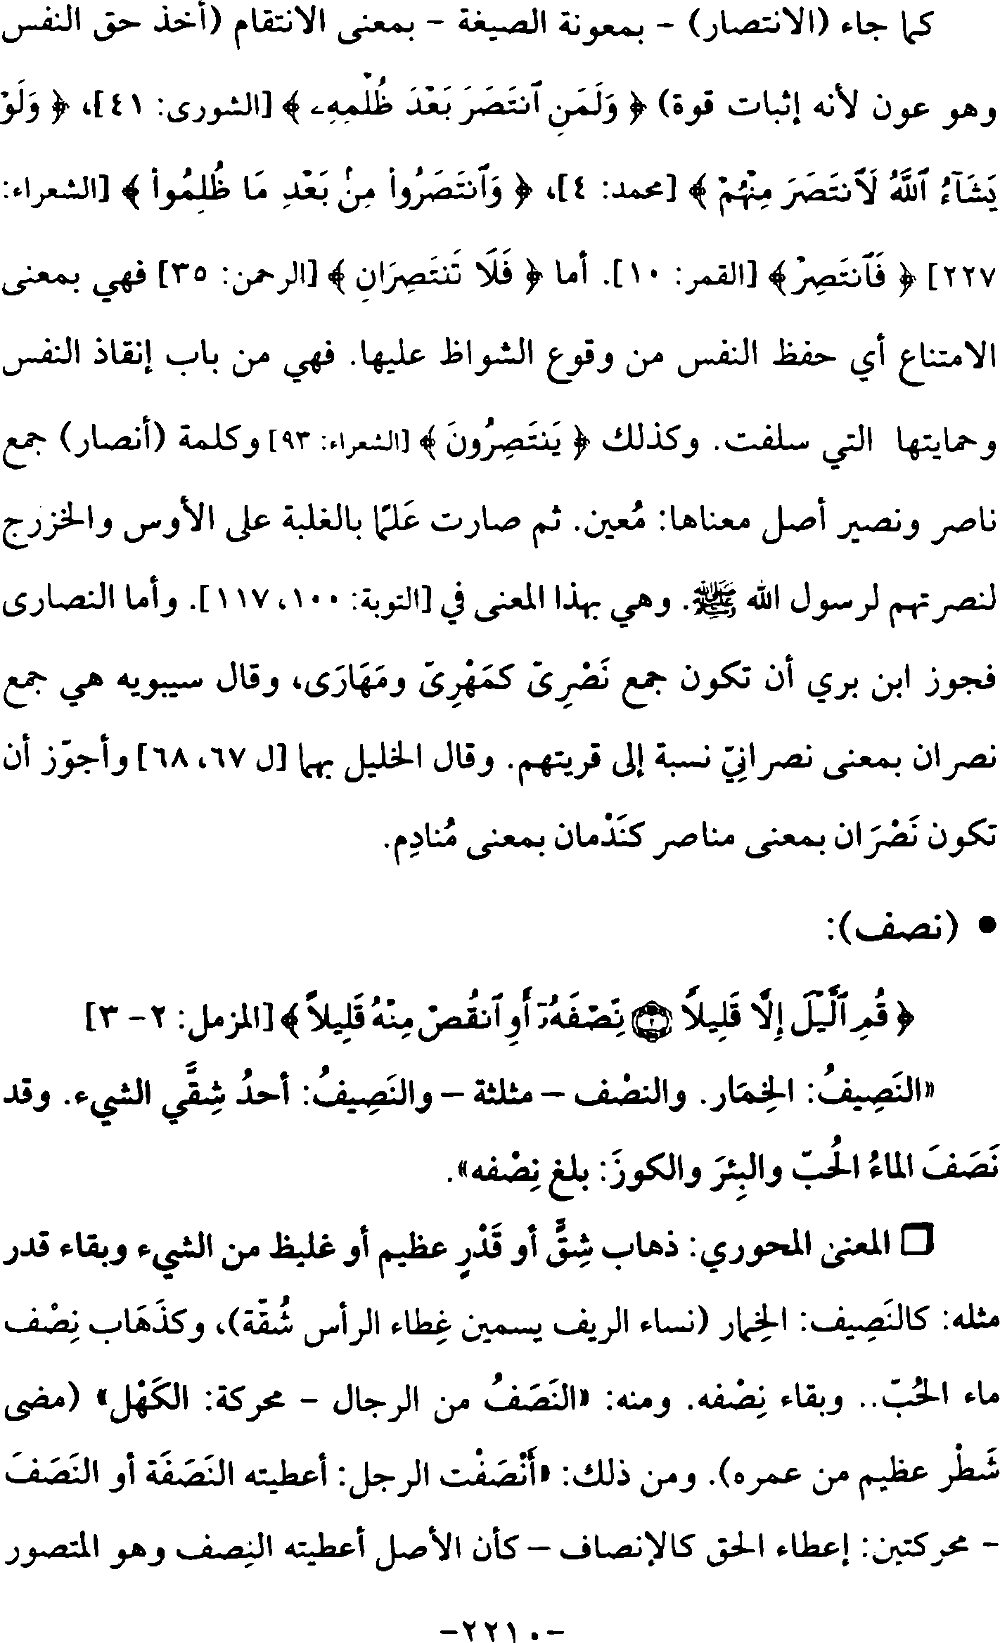 كما جاء (الانتصار) - بمعونة الصيغة - بمعنى الانتقام (أخذ حق النفس
وهو عون لأنه إثبات قوة) ﴿ وَلَمَنِ ٱنتَصَرَ بَعْدَ ظُلْمِهِۦ ﴾ [الشورى: ٤١]، ﴿ وَلَوْ
يَشَآءُ ٱللَّهُ لَٱنتَصَرَ مِنْهُمْ ﴾ [محمد: ٤]، ﴿ وَٱنتَصَرُوا۟ مِنۢ بَعْدِ مَا ظُلِمُوا۟ ﴾ [الشعراء:
٢٢٧] ﴿ فَٱنتَصِرْ ﴾ [القمر: ١٠]. أما ﴿ فَلَا تَنتَصِرَانِ ﴾ [الرحمن: ٣٥] فهي بمعنى
الامتناع أي حفظ النفس من وقوع الشواظ عليها. فهي من باب إنقاذ النفس
وحمايتها التي سلفت. وكذلك ﴿ يَنتَصِرُونَ ﴾ [الشعراء: ٩٣] وكلمة (أنصار) جمع
ناصر ونصير أصل معناها: مُعين. ثم صارت عَلَمًا بالغلبة على الأوس والخزرج
لنصرتهم لرسول الله ﷺ. وهي بهذا المعنى في [التوبة: ١٠٠، ١١٧]. وأما النصارى
فجوز ابن بري أن تكون جمع نَصْرِىّ كمَهْرِىّ ومَهَارَى، وقال سيبويه هي جمع
نصران بمعنى نصرانيّ نسبة إلى قريتهم. وقال الخليل بهما [ل ٦٧، ٦٨] وأجوّز أن
تكون نَصْرَان بمعنى مناصر كنَدْمان بمعنى مُنادِم.
• (نصف):
﴿ قُمِ ٱلَّيْلَ إِلَّا قَلِيلًا ۝٢ نِّصْفَهُۥٓ أَوِ ٱنقُصْ مِنْهُ قَلِيلًا ﴾ [المزمل: ٢- ٣]
«النَصِيفُ: الخِمَار. والنصْف – مثلثة – والنَصِيفُ: أحدُ شِقَّي الشيء. وقد
نَصَفَ الماءُ الحُبّ والبِئرَ والكوزَ: بلغ نِصْفه».
❑ المعنى المحوري: ذهاب شِقًّ أو قَدْرٍ عظيم أو غليظ من الشيء وبقاء قدر
مثله: كالنَصِيف: الخِمار (نساء الريف يسمين غِطاء الرأس شُقّة)، وكذَهَاب نِصْف
ماء الحُبّ.. وبقاء نِصْفه. ومنه: «النَصَفُ من الرجال - محركة: الكَهْل» (مضى
شَطْر عظيم من عمره). ومن ذلك: «أَنْصَفْت الرجل: أعطيته النَصَفَة أو النَصَفَ
- محركتين: إعطاء الحق كالإنصاف – كأن الأصل أعطيته النِصف وهو المتصور
-٢٢١٠-